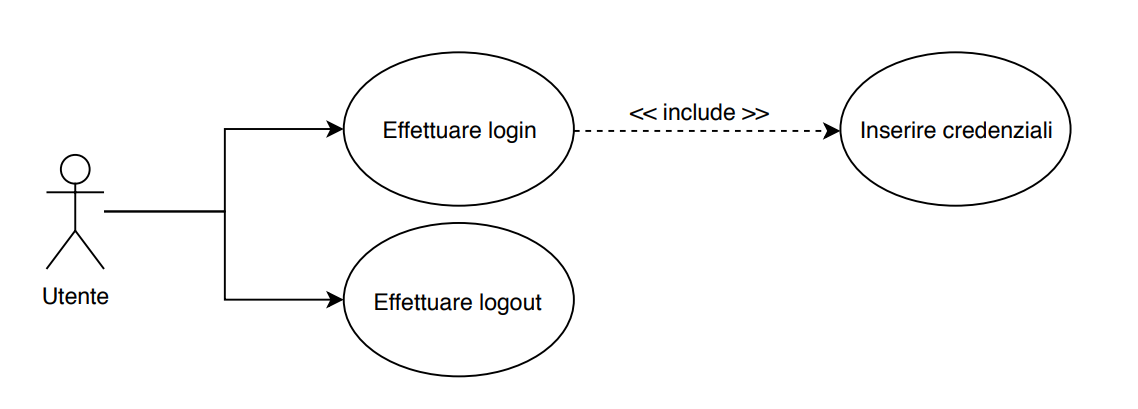 Effettuare login
<< include >>
Inserire credenziali
Utente
Effettuare logout